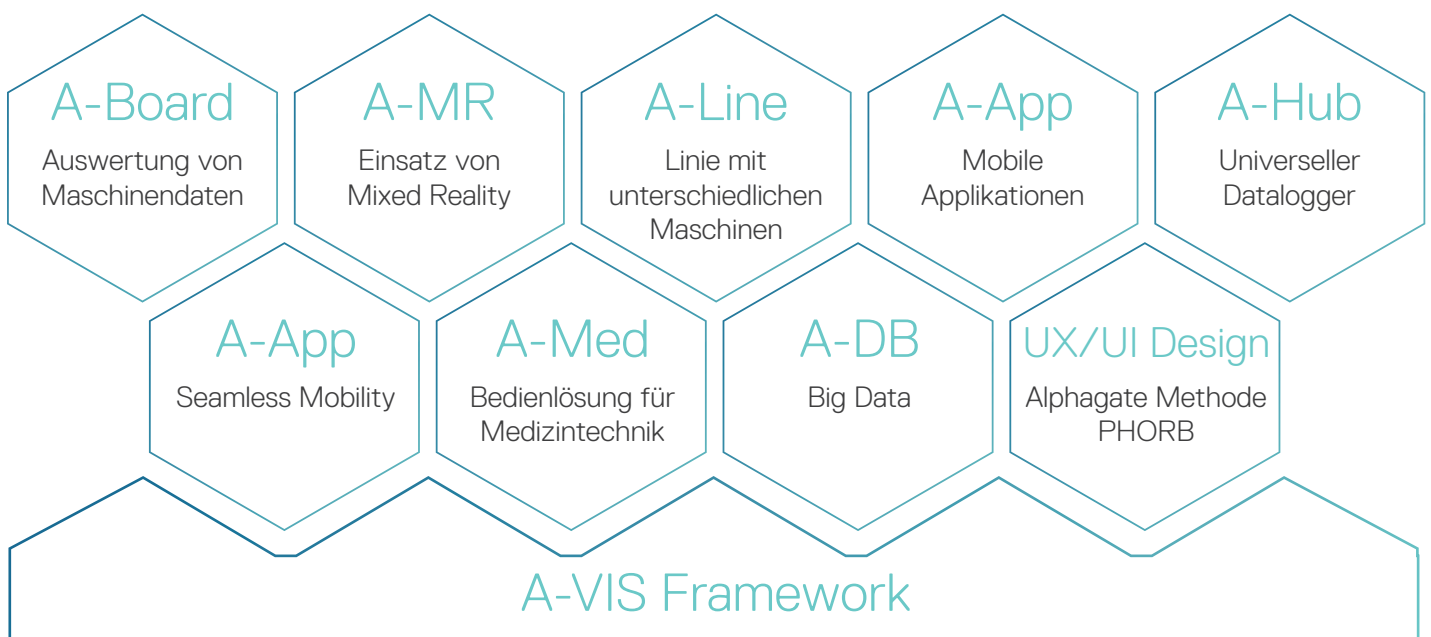 A-Board
Auswertung von
Maschinendaten
A-MR
Einsatz von
Mixed Reality
A-Line
Linie mit
unterschiedlichen
Maschinen
A-App
Mobile
Applikationen
A-Hub
Universeller
Datalogger
A-App
Seamless Mobility
A-Med
Bedienlösung für
Medizintechnik
A-DB
Big Data
UX/UI Design
Alphagate Methode
PHORB
A-VIS Framework